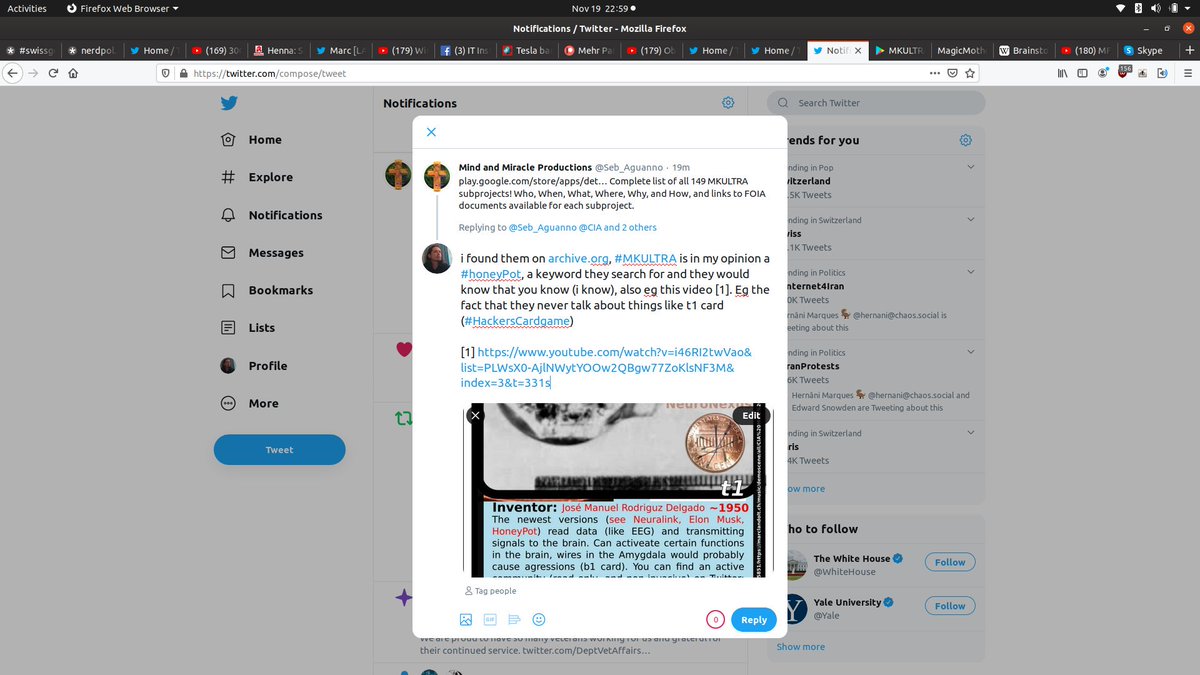 Activities
Firefox Web Browser
Nov 19 22:59
Notifications / Twitter - Mozilla Firefox
#swissg
nerdpol.
Home / T
(169) 30
Henna: S
Marc [LA
(179) Wi
(3) IT Ins
Tesla ba
Mehr Pa
(179) Ob
Home / T
Home / T
Notifi
MKULTR
MagicMoth
Brainsto
(180) MF
Skype
https://twitter.com/compose/tweet
156
Home
Explore
Notifications
Messages
Bookmarks
Lists
Profile
More
Tweet
Notifications
Mind and Miracle Productions @Seb_Aguanno · 19m
play.google.com/store/apps/det... Complete list of all 149 MKULTRA
subprojects! Who, When, What, Where, Why, and How, and links to FOIA
documents available for each subproject.
Replying to @Seb_Aguanno @CIA and 2 others
i found them on archive.org, #MKULTRA is in my opinion a
#honeyPot, a keyword they search for and they would
know that you know (i know), also eg this video [1]. Eg the
fact that they never talk about things like t1 card
(#HackersCardgame)
[1] https://www.youtube.com/watch?v=i46RI2twVao&
list=PLWsX0-AjlNWytYOOw2QBgw77ZoKlsNF3M&
index=3&t=331s
NeuroNexus
Edit
t1
Inventor: José Manuel Rodriguz Delgado ~1950
The newest versions (see Neuralink, Elon Musk,
HoneyPot) read data (like EEG) and transmitting
signals to the brain. Can activeate certain functions
in the brain, wires in the Amygdala would probably
cause agressions (b1 card). You can find an active
community (read only, and non invasive) on Twitter:
Tag people
GIF
0
Reply
We are proud to have so many veterans working for us and grateful for
their continued service. twitter.com/DeptVetAffairs...
Search Twitter
ends for you
ending in Pop
vitzerland
.5K Tweets
ending in Switzerland
viss
.1K Tweets
ending in Politics
nternet4Iran
0K Tweets
Hernâni Marques @hernani@chaos.social is
eeting about this
ending in Politics
ranProtests
6K Tweets
Hernâni Marques @hernani@chaos.social and
Edward Snowden are Tweeting about this
ending in Switzerland
ris
4K Tweets
ow more
ho to follow
The White House
@WhiteHouse
Follow
Yale University
@Yale
Follow
Show more